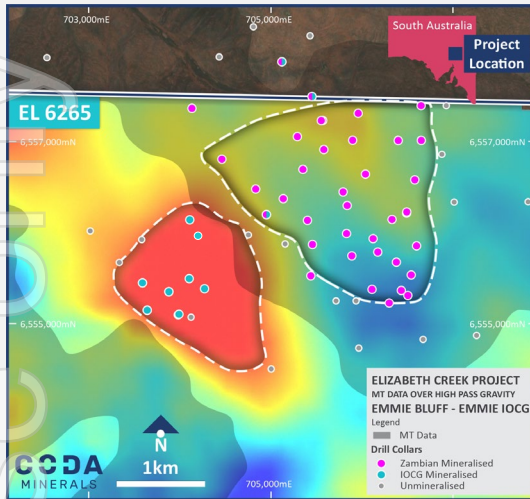 703,000mE
705,000mE
South Australia
Project
Location
EL 6265
6,557,000mN
6,557,000mN
6,555,000mN
6,555,000mN
ELIZABETH CREEK PROJECT
MT DATA OVER HIGH PASS GRAVITY
EMMIE BLUFF - EMMIE IOCG
Legend
MT Data
Drill Collars
Zambian Mineralised
IOCG Mineralised
Unmineralised
N
1km
CODA
MINERALS
705,000mE